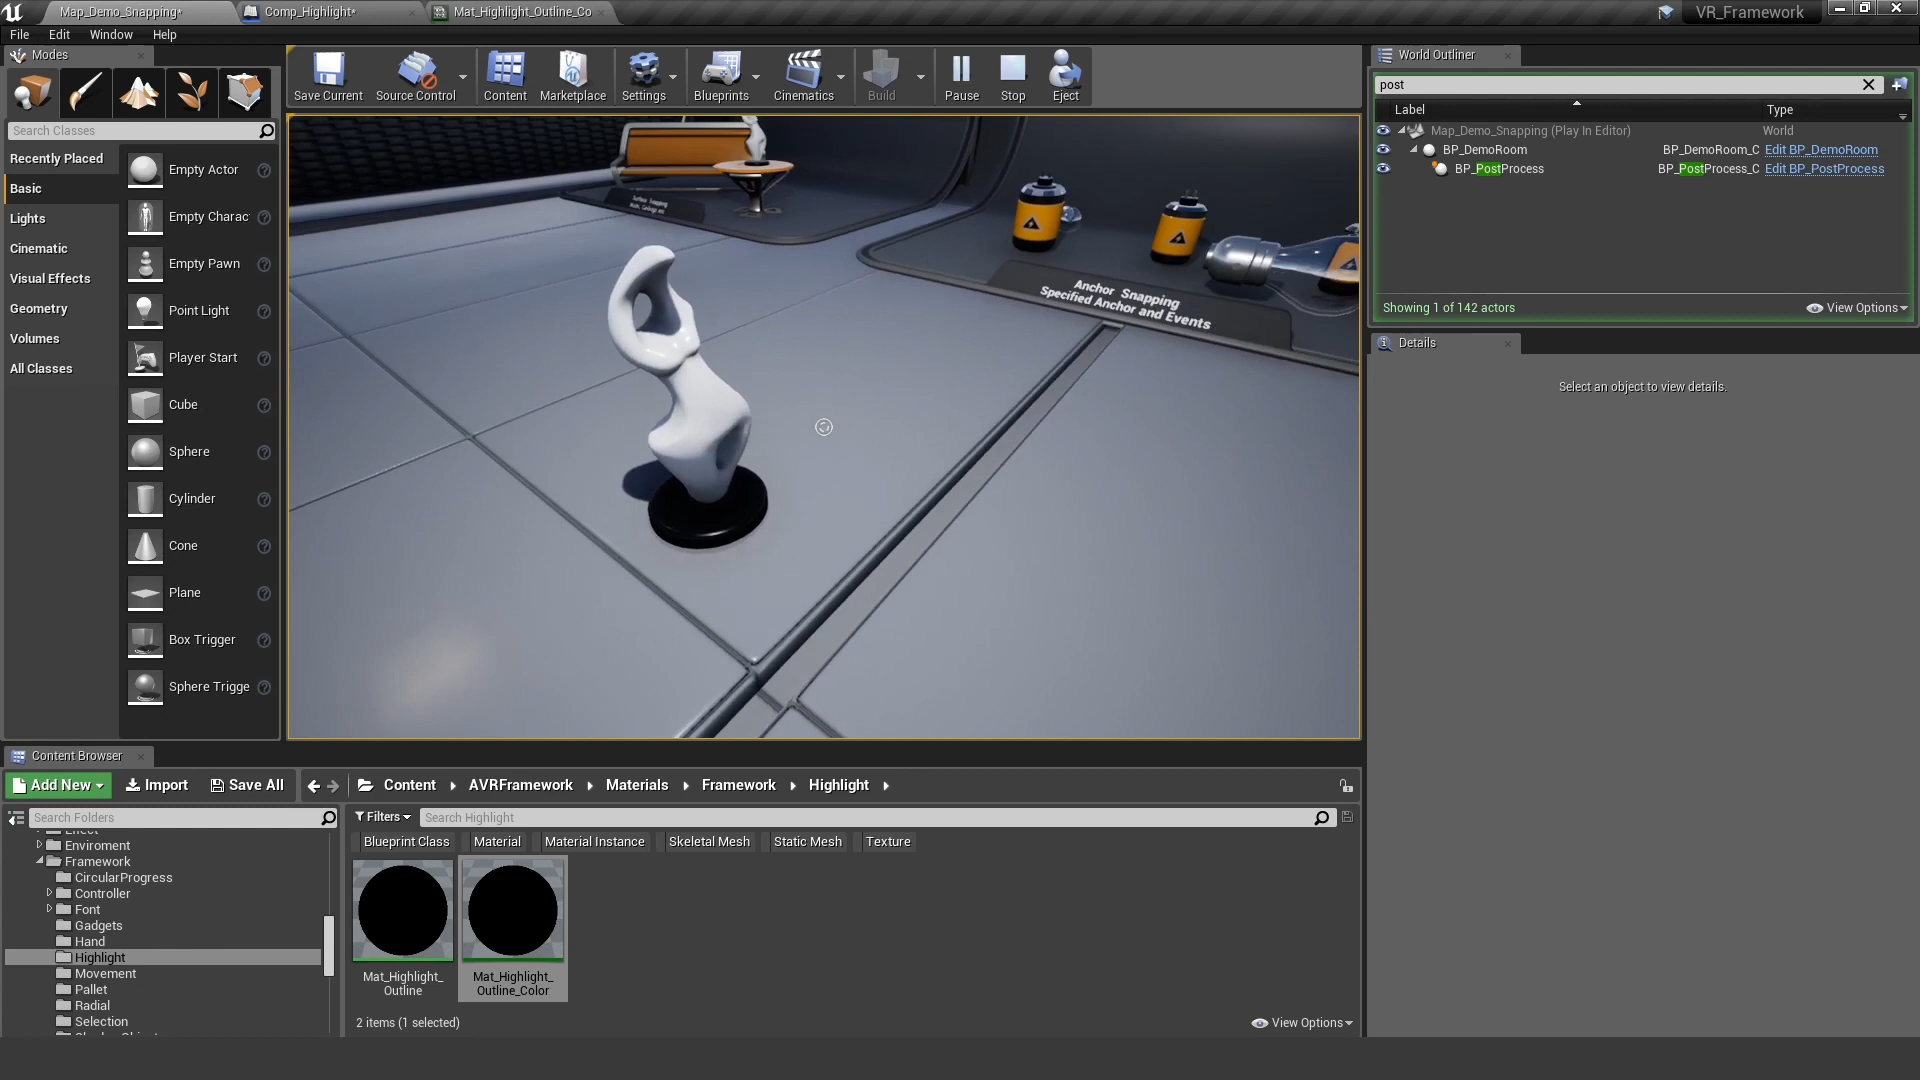 Map_Demo_Snapping*
Comp_Highlight*
Mat_Highlight_Outline_Co
VR_Framework
File
Edit
Window
Help
Modes
Search Classes
Recently Placed
Basic
Lights
Cinematic
Visual Effects
Geometry
Volumes
All Classes
Empty Actor
Empty Charac
Empty Pawn
Point Light
Player Start
Cube
Sphere
Cylinder
Cone
Plane
Box Trigger
Sphere Trigge
Save Current
Source Control
Content
Marketplace
Settings
Blueprints
Cinematics
Build
Pause
Stop
Eject
Anchor Snapping
Specified Anchor and Events
World Outliner
post
Label
Type
Map_Demo_Snapping (Play In Editor)
World
BP_DemoRoom
BP_DemoRoom_C
Edit BP_DemoRoom
BP_PostProcess
BP_PostProcess_C
Edit BP_PostProcess
Showing 1 of 142 actors
View Options
Details
Select an object to view details.
Content Browser
Add New
Import
Save All
Content
AVRFramework
Materials
Framework
Highlight
Search Folders
Enviroment
Framework
CircularProgress
Controller
Font
Gadgets
Hand
Highlight
Movement
Pallet
Radial
Selection
Filters
Search Highlight
Blueprint Class
Material
Material Instance
Skeletal Mesh
Static Mesh
Texture
Mat_Highlight_
Outline
Mat_Highlight_
Outline_Color
2 items (1 selected)
View Options